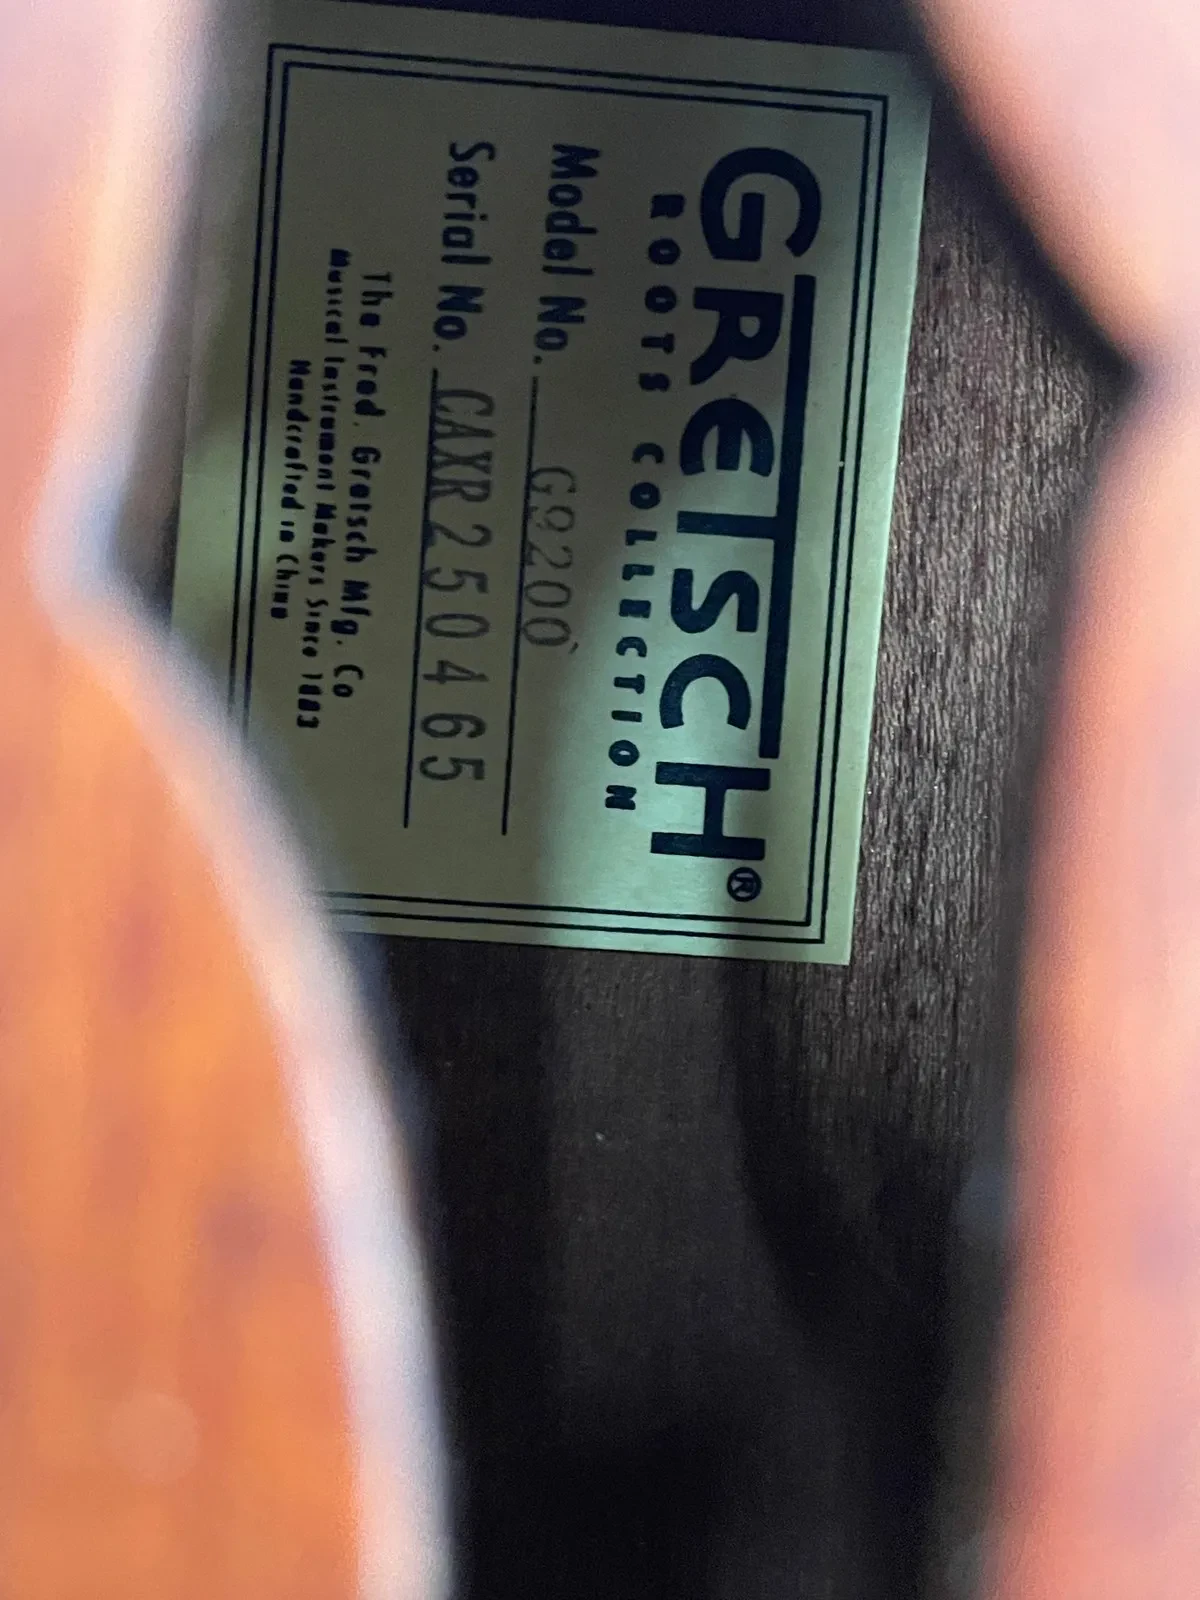 GRETSCH®
ROOTS COLLECTION
Model No. G9200
Serial No. CAXR250465
The Fred. Gretsch Mfg. Co
Musical Instrument Makers Since 1883
Handcrafted in China